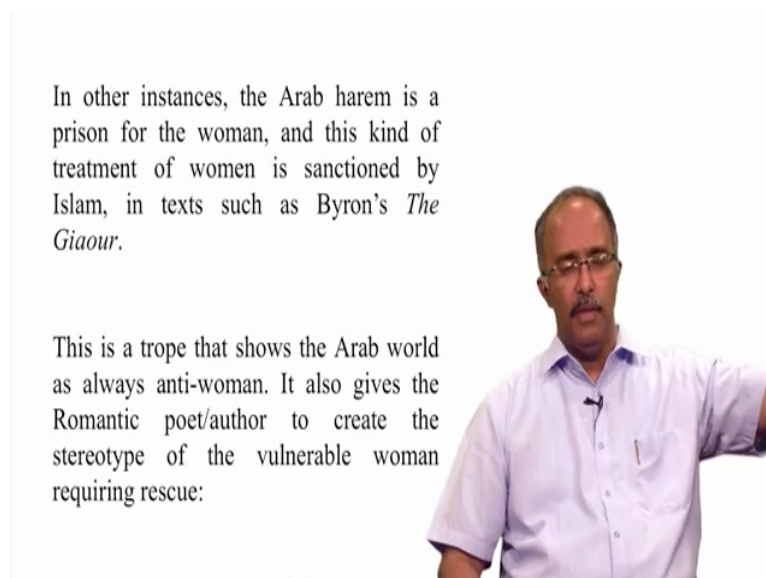 In other instances, the Arab harem is a
prison for the woman, and this kind of
treatment of women is sanctioned by
Islam, in texts such as Byron's The
Giaour.
This is a trope that shows the Arab world
as always anti-woman. It also gives the
Romantic poet/author to create the
stereotype of the vulnerable woman
requiring rescue: